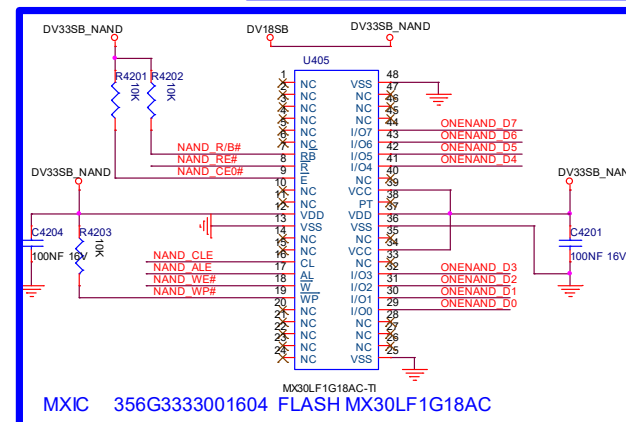 DV33SB_NAND DV18SB DV33SB_NAND
U405
R4201 R4202
10K 10K
1 NC VSS 48
2 NC NC 47
3 NC NC 46
4 NC NC 45
5 NC I/O7 44 ONENAND_D7
6 NC I/O6 43 ONENAND_D6
NAND_R/B# 7 RB I/O5 42 ONENAND_D5
NAND_RE# 8 R I/O4 41 ONENAND_D4
NAND_CE0# 9 E NC 40
10 NC VCC 39
11 NC PT 38
12 VDD VDD 37
13 VSS VSS 36
14 NC NC 35
15 NC VCC 34
NAND_CLE 16 CL NC 33
NAND_ALE 17 AL I/O3 32 ONENAND_D3
NAND_WE# 18 W I/O2 31 ONENAND_D2
NAND_WP# 19 WP I/O1 30 ONENAND_D1
20 NC I/O0 29 ONENAND_D0
21 NC NC 28
22 NC NC 27
23 NC NC 26
24 NC VSS 25
DV33SB_NAND DV33SB_NAN
C4204 R4203 C4201
100NF 16V 10K 100NF 16V
MX30LF1G18AC-TI
MXIC 356G3333001604 FLASH MX30LF1G18AC